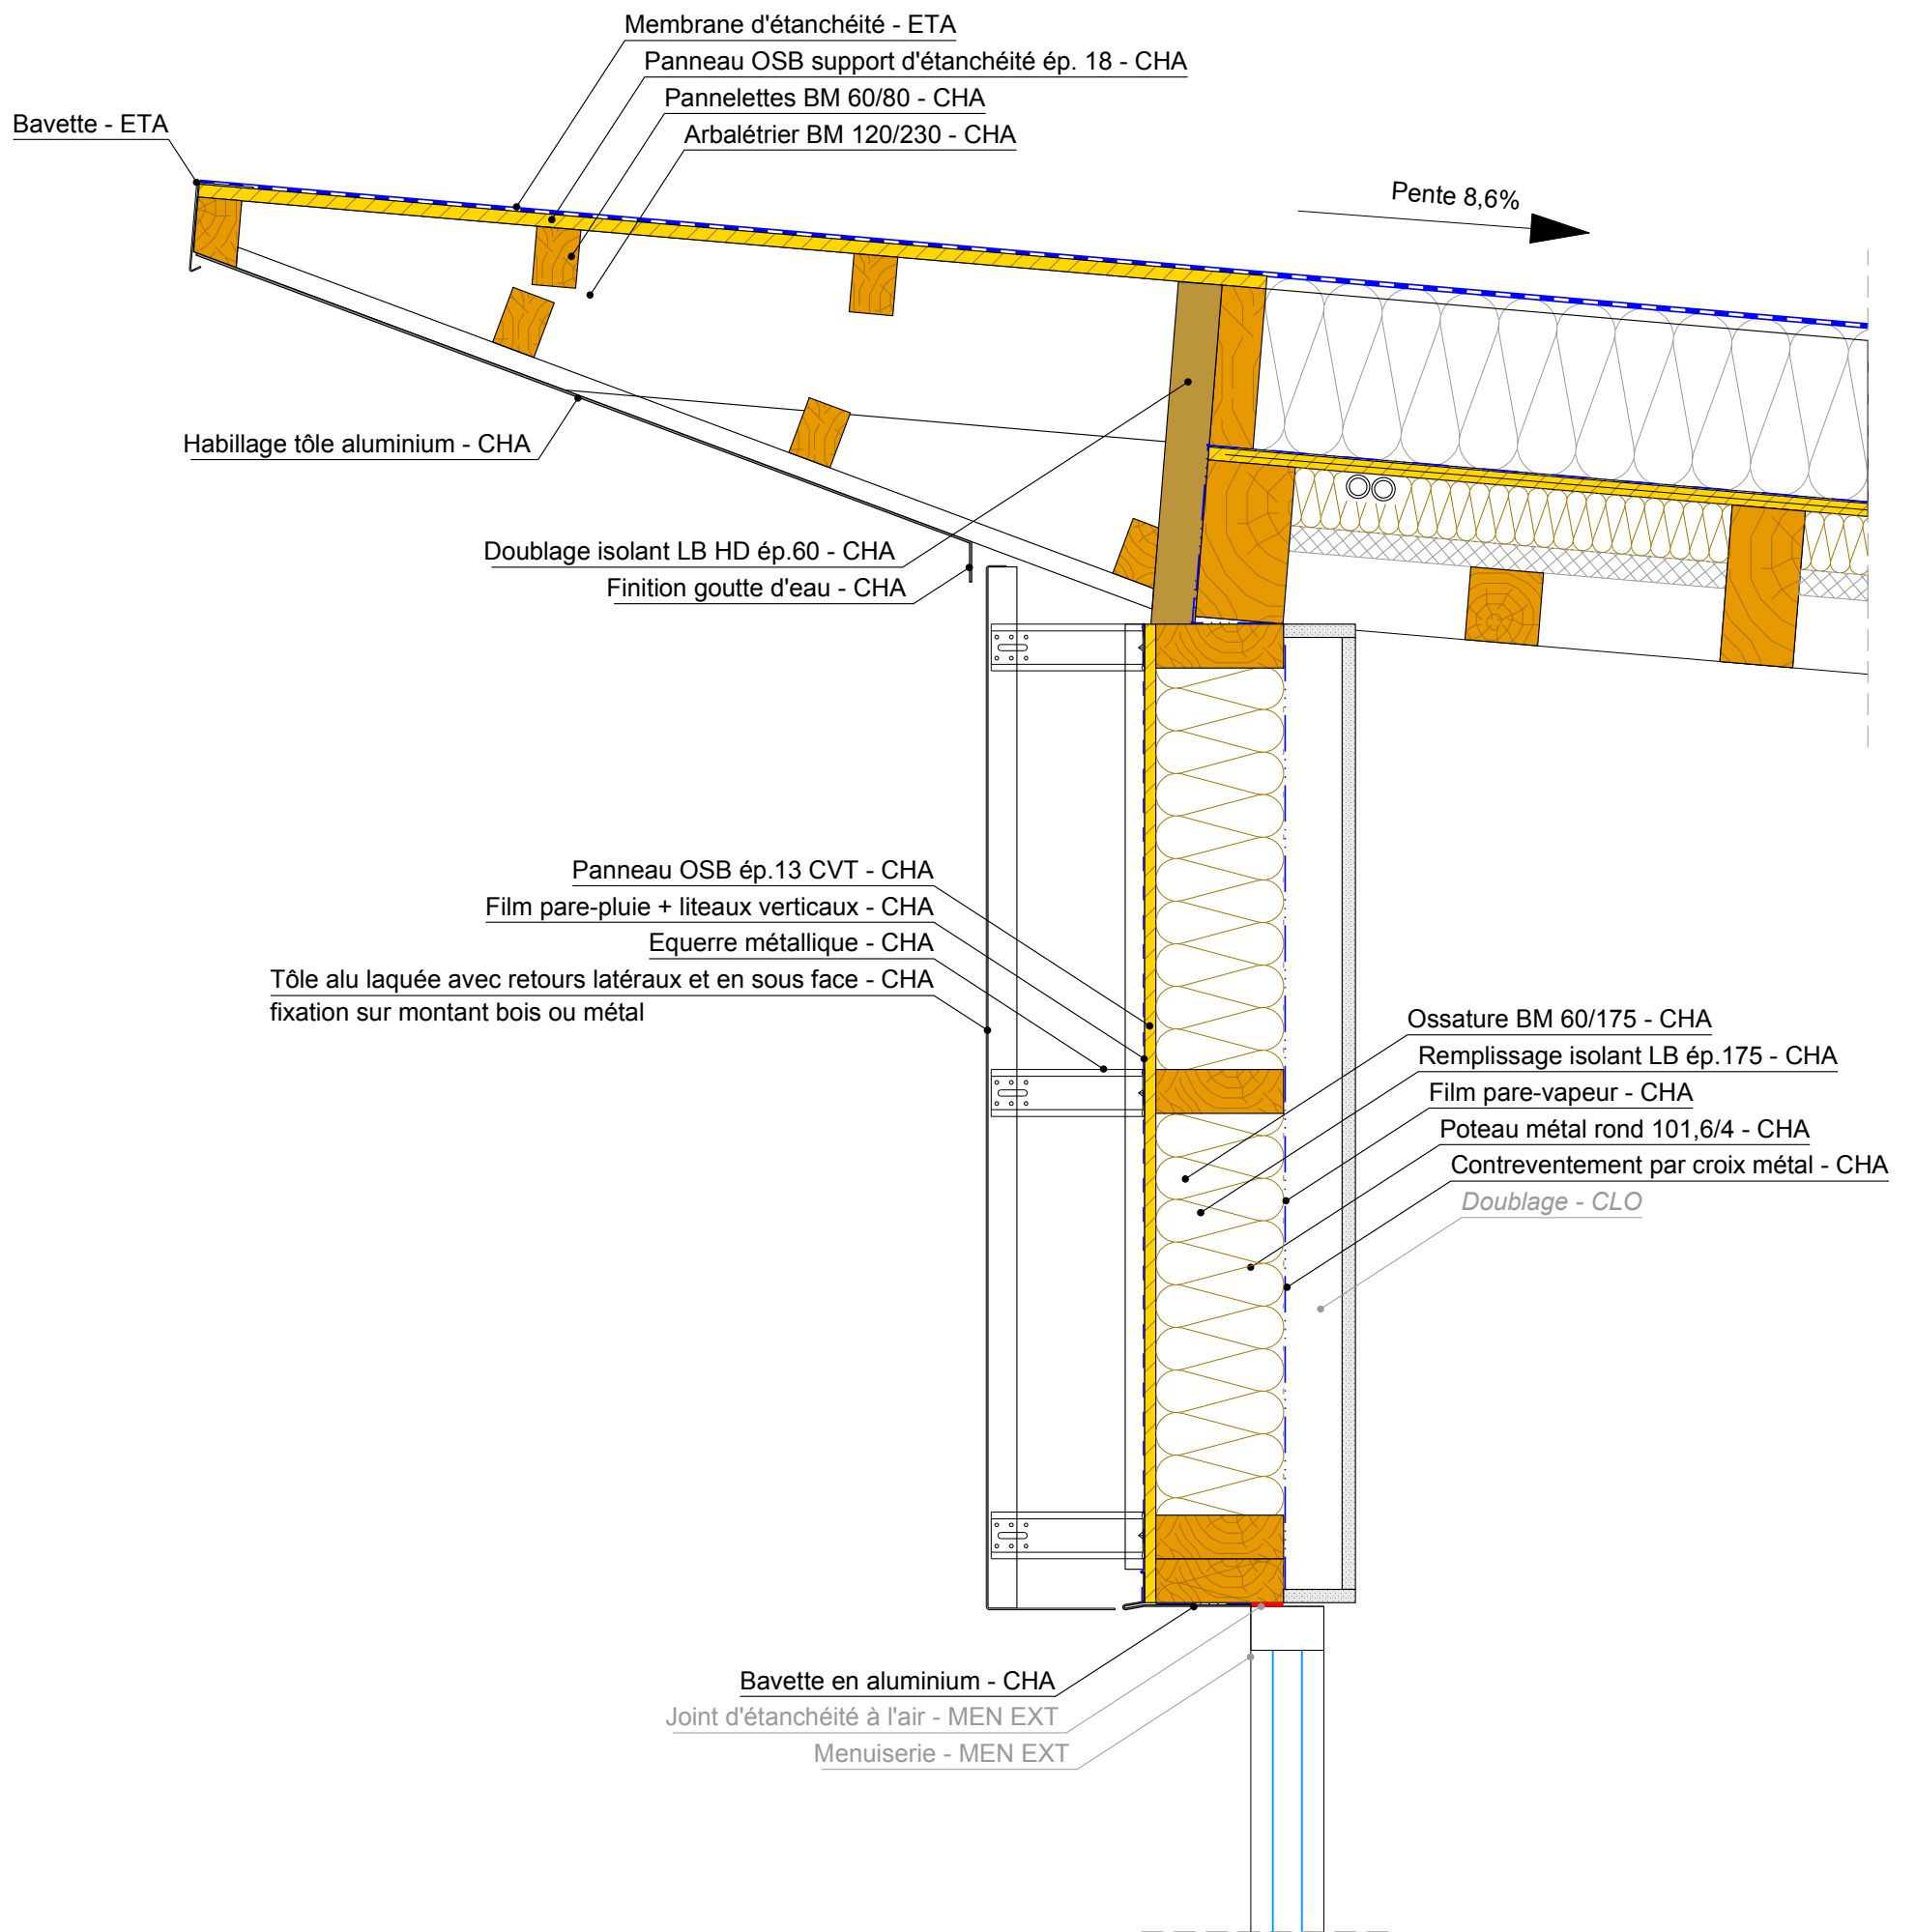 Membrane d'étanchéité - ETA
Panneau OSB support d'étanchéité ép. 18 - CHA
Pannelettes BM 60/80 - CHA
Bavette - ETA
Arbalétrier BM 120/230 - CHA
Pente 8,6%
Habillage tôle aluminium - CHA
Doublage isolant LB HD ép.60 - CHA
Finition goutte d'eau - CHA
Panneau OSB ép.13 CVT - CHA
Film pare-pluie + liteaux verticaux - CHA
Equerre métallique - CHA
Tôle alu laquée avec retours latéraux et en sous face - CHA
fixation sur montant bois ou métal
Ossature BM 60/175 - CHA
Remplissage isolant LB ép.175 - CHA
Film pare-vapeur - CHA
Poteau métal rond 101,6/4 - CHA
Contreventement par croix métal - CHA
Doublage - CLO
Bavette en aluminium - CHA
Joint d'étanchéité à l'air - MEN EXT
Menuiserie - MEN EXT